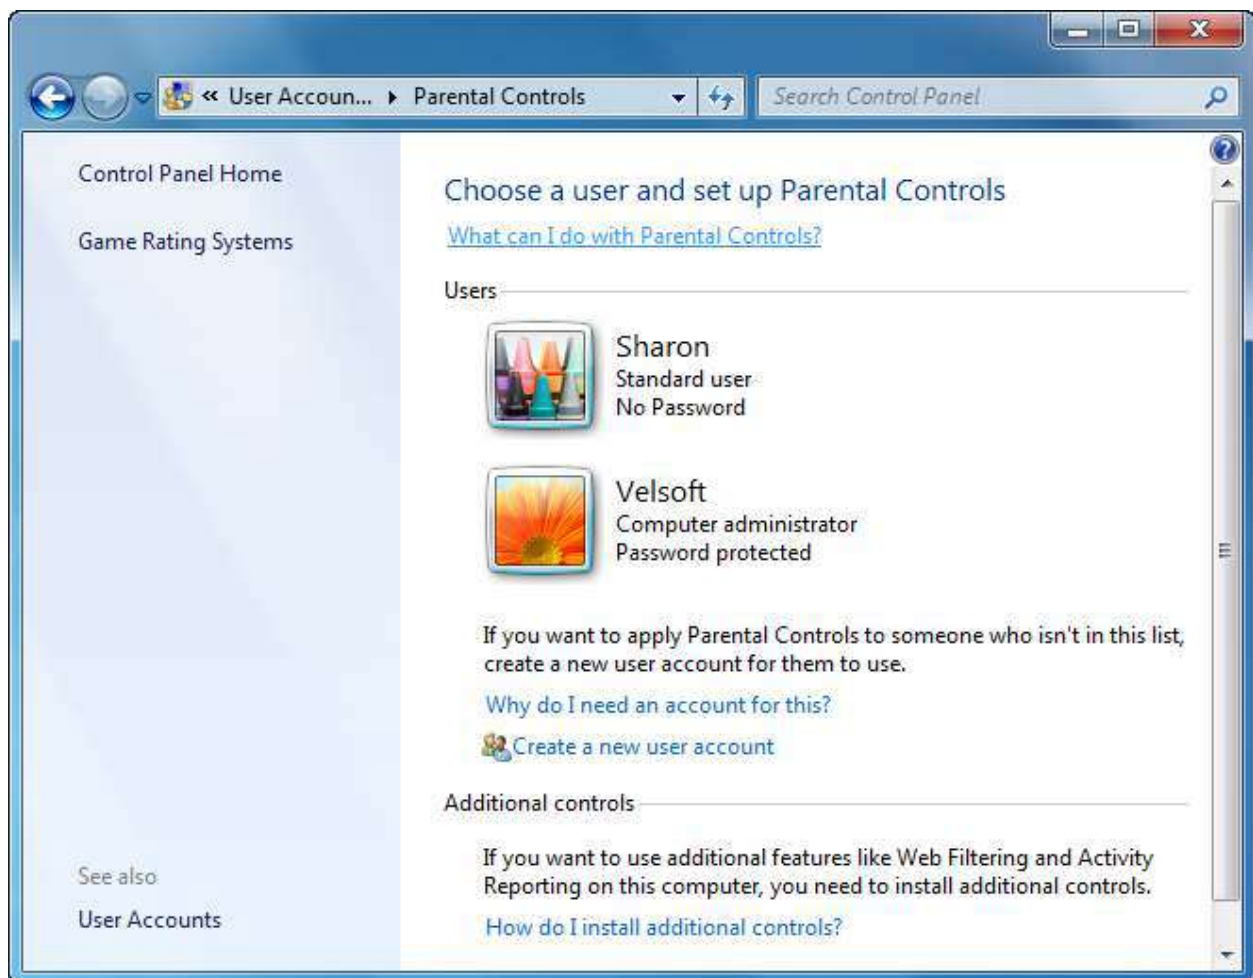 « User Accoun... ▸ Parental Controls
Search Control Panel
Control Panel Home
Game Rating Systems
Choose a user and set up Parental Controls
What can I do with Parental Controls?
Users
Sharon
Standard user
No Password
Velsoft
Computer administrator
Password protected
If you want to apply Parental Controls to someone who isn't in this list,
create a new user account for them to use.
Why do I need an account for this?
Create a new user account
Additional controls
If you want to use additional features like Web Filtering and Activity
Reporting on this computer, you need to install additional controls.
How do I install additional controls?
See also
User Accounts